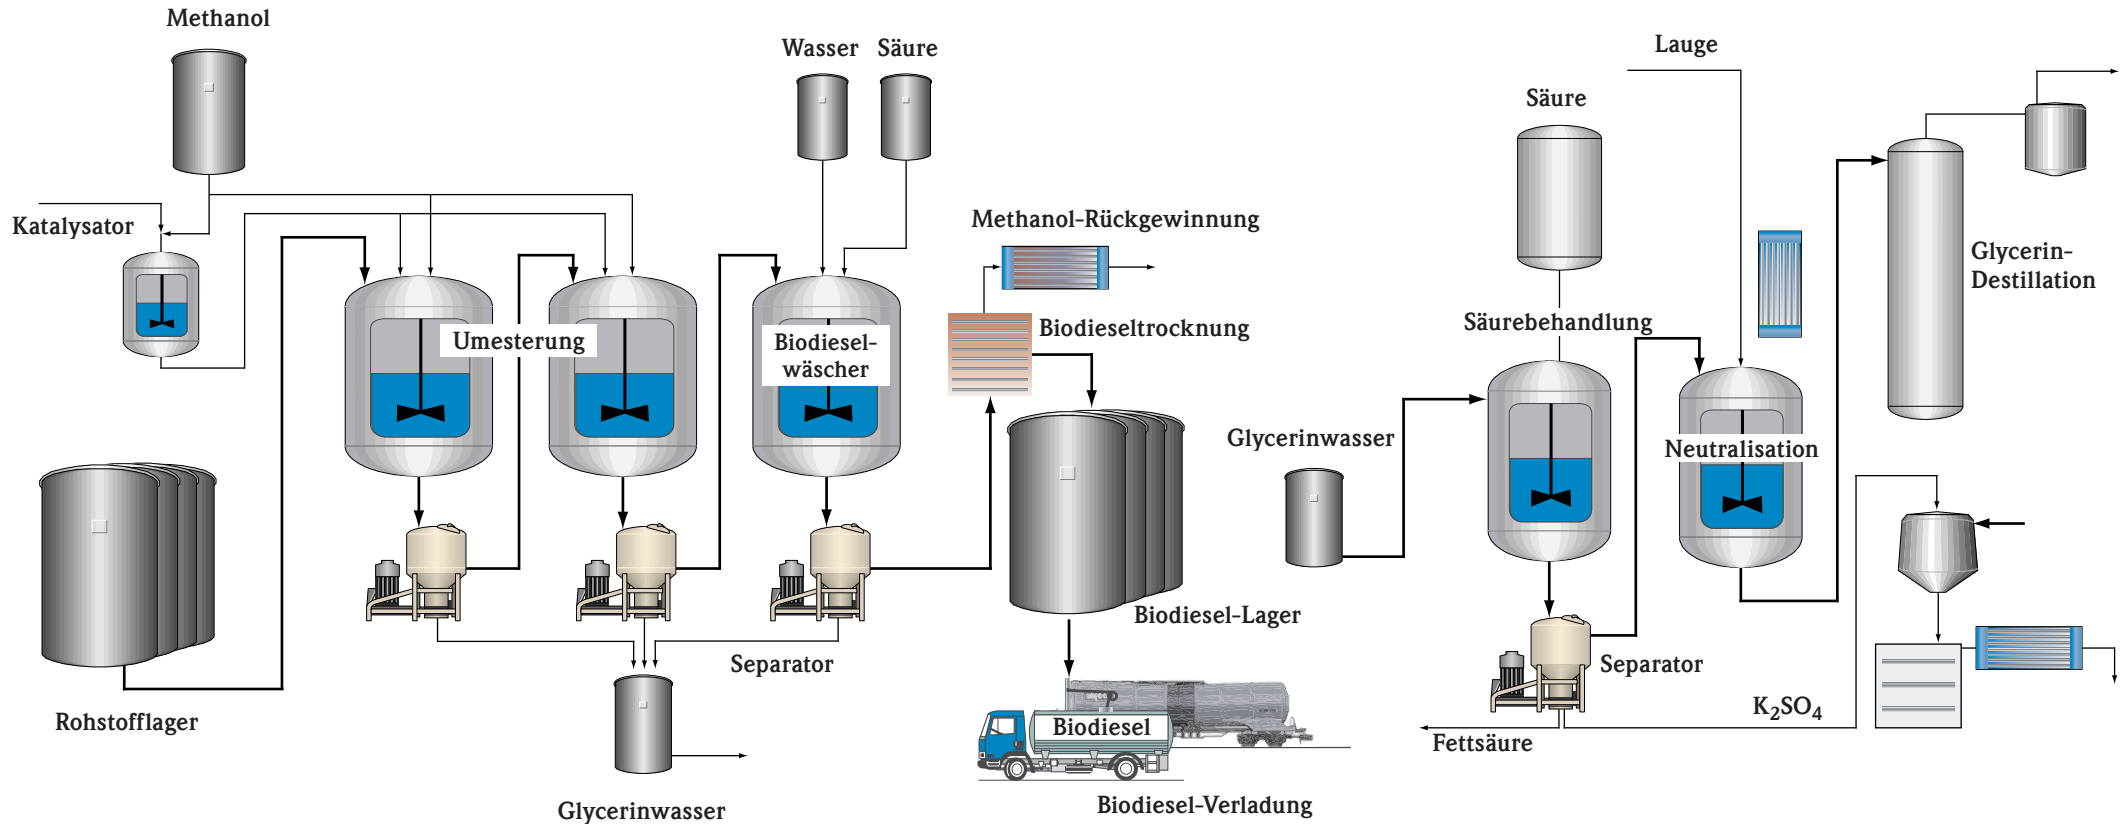 Methanol
Wasser
Säure
Lauge
Säure
Katalysator
Methanol-Rückgewinnung
Glycerin-
Destillation
Umesterung
Biodiesel-
wäscher
Biodieseltrocknung
Säurebehandlung
Glycerinwasser
Neutralisation
Biodiesel-Lager
Separator
Separator
Rohstofflager
K₂SO₄
Biodiesel
Fettsäure
Glycerinwasser
Biodiesel-Verladung